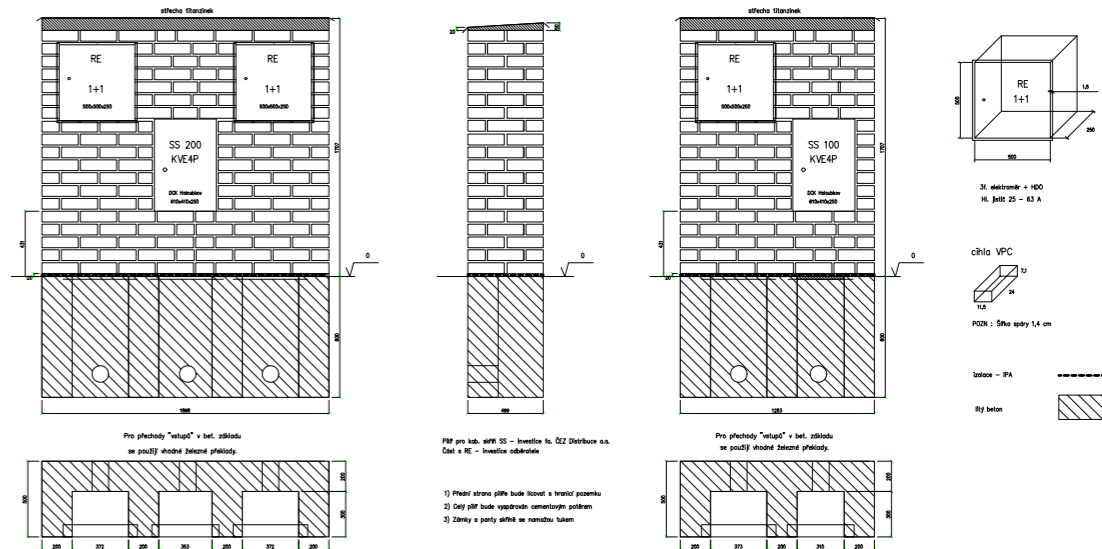 střecha titanzinek
RE
1+1
500x500x250
RE
1+1
500x500x250
SS 200
KVE4P
DCK Holoubkov
610x410x250
1707
431
20
0
800
1898
Pro přechody "vstupů" v bet. základu
se použijí vhodné železné překlady.
500
200
300
200
372
200
353
200
372
200
20
50
499
Pilíř pro kab. skříň SS – investice fa. ČEZ Distribuce a.s.
Část s RE – investice odběratele
1) Přední strana pilíře bude lícovat s hranicí pozemku
2) Celý pilíř bude vyspárován cementovým potěrem
3) Zámky a panty skříně se namažou tukem
střecha titanzinek
RE
1+1
500x500x250
SS 100
KVE4P
DCK Holoubkov
610x410x250
1707
431
20
0
800
1283
Pro přechody "vstupů" v bet. základu
se použijí vhodné železné překlady.
500
200
300
200
373
200
310
200
RE
1+1
500
500
1,5
250
3f. elektroměr + HDO
Hl. jistič 25 – 63 A
cihla VPC
7,1
24
11,5
POZN : Šířka spáry 1,4 cm
Izolace – IPA
litý beton